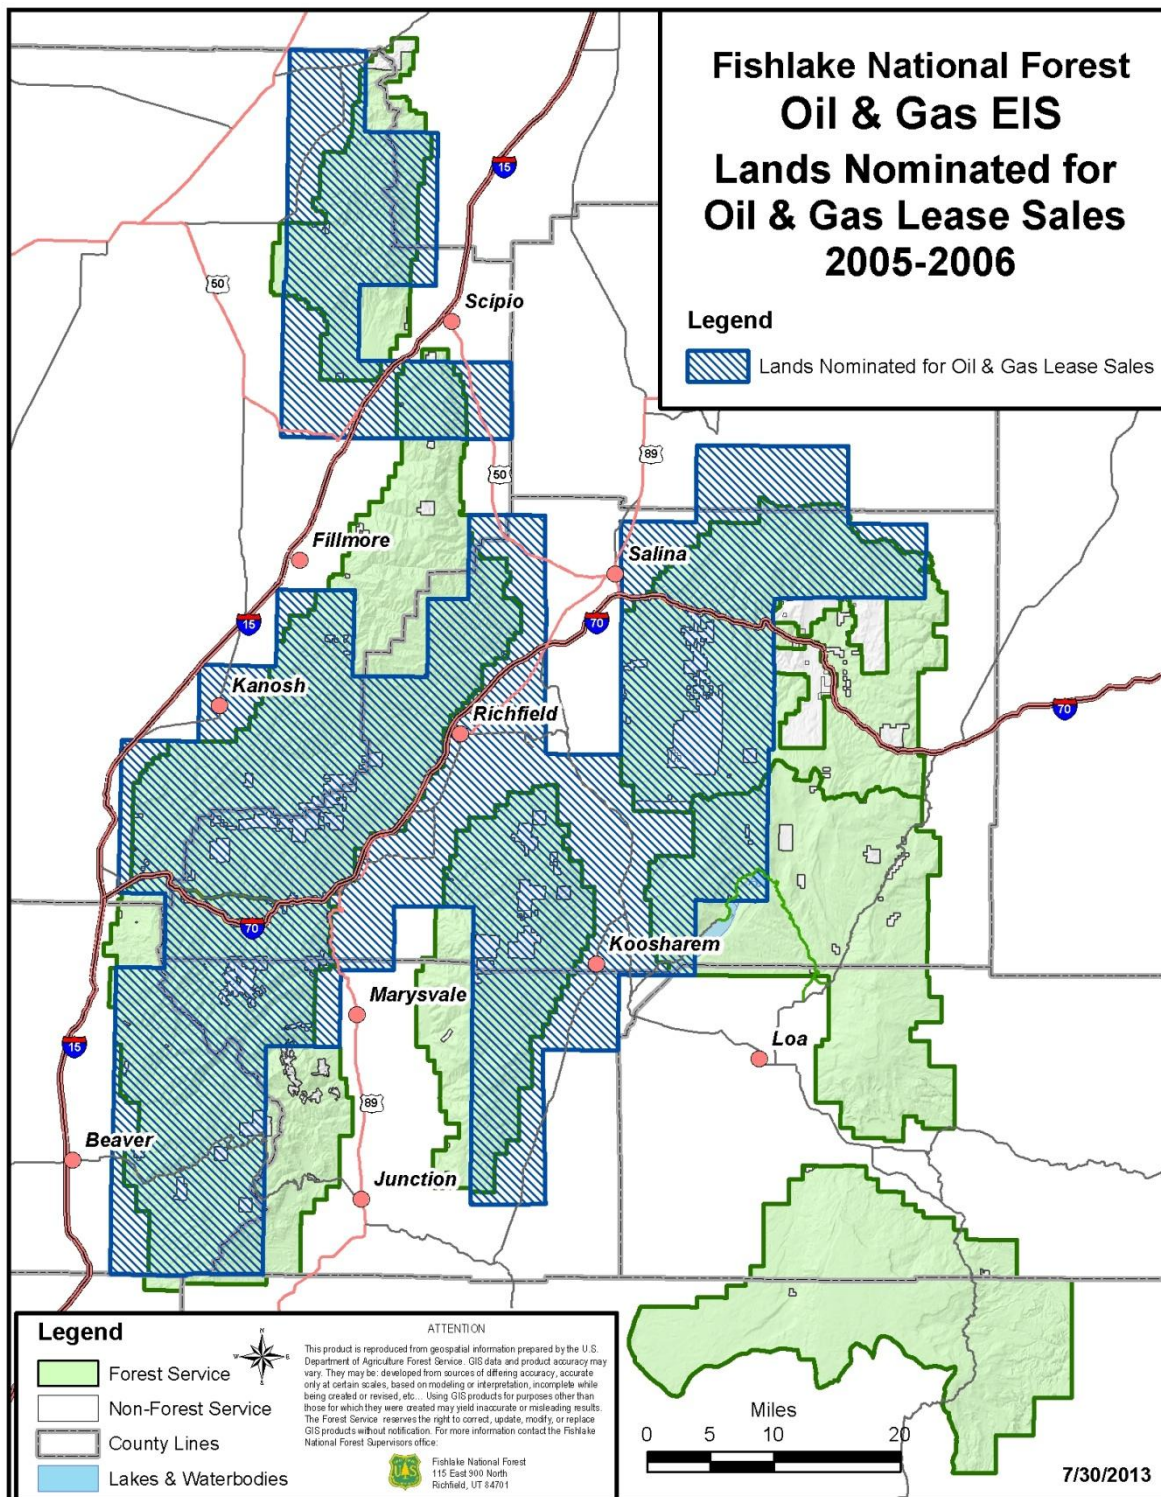 Fishlake National Forest
Oil & Gas EIS
Lands Nominated for
Oil & Gas Lease Sales
2005-2006
Legend
Lands Nominated for Oil & Gas Lease Sales
15
50
Scipio
89
50
Fillmore
Salina
15
70
Kanosh
Richfield
70
70
Koosharem
Marysvale
15
Loa
89
Beaver
Junction
Legend
Forest Service
Non-Forest Service
County Lines
Lakes & Waterbodies
N
W E
S
ATTENTION
This product is reproduced from geospatial information prepared by the U.S.
Department of Agriculture Forest Service. GIS data and product accuracy may
vary. They may be: developed from sources of differing accuracy, accurate
only at certain scales, based on modeling or interpretation, incomplete while
being created or revised, etc... Using GIS products for purposes other than
those for which they were created may yield inaccurate or misleading results.
The Forest Service reserves the right to correct, update, modify, or replace
GIS products without notification. For more information contact the Fishlake
National Forest Supervisors office:
U S
Fishlake National Forest
115 East 900 North
Richfield, UT 84701
Miles
0 5 10 20
7/30/2013